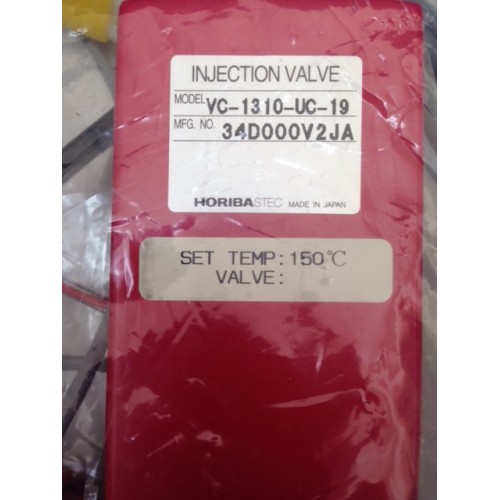 INJECTION VALVE
MODEL VC-1310-UC-19
MFG. NO. 34D000V2JA
HORIBASTEC MADE IN JAPAN
SET TEMP:150℃
VALVE: